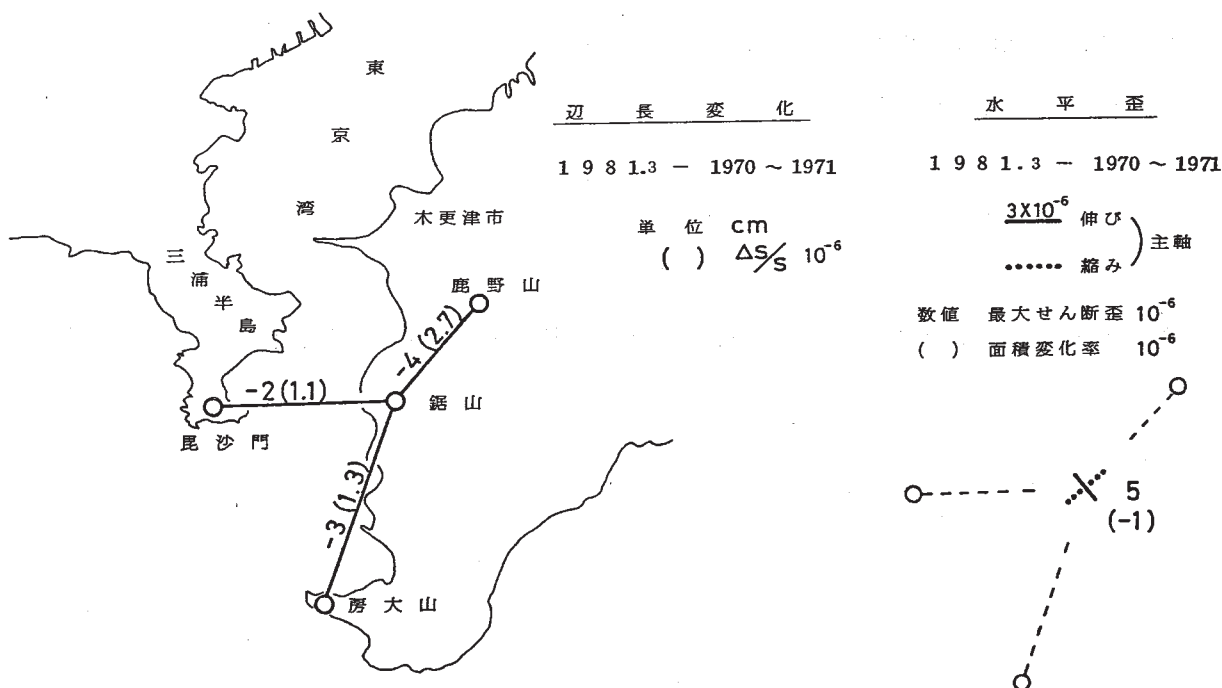 東京湾
木更津市
三浦半島
鹿野山
-4(2.7)
-2(1.1)
鋸山
毘沙門
-3(1.3)
房大山
辺長変化
1981.3 - 1970~1971
単位 cm
( ) ΔS/S 10⁻⁶
水平歪
1981.3 - 1970~1971
3X10⁻⁶ 伸び
縮み
主軸
数値 最大せん断歪 10⁻⁶
( ) 面積変化率 10⁻⁶
5
(-1)